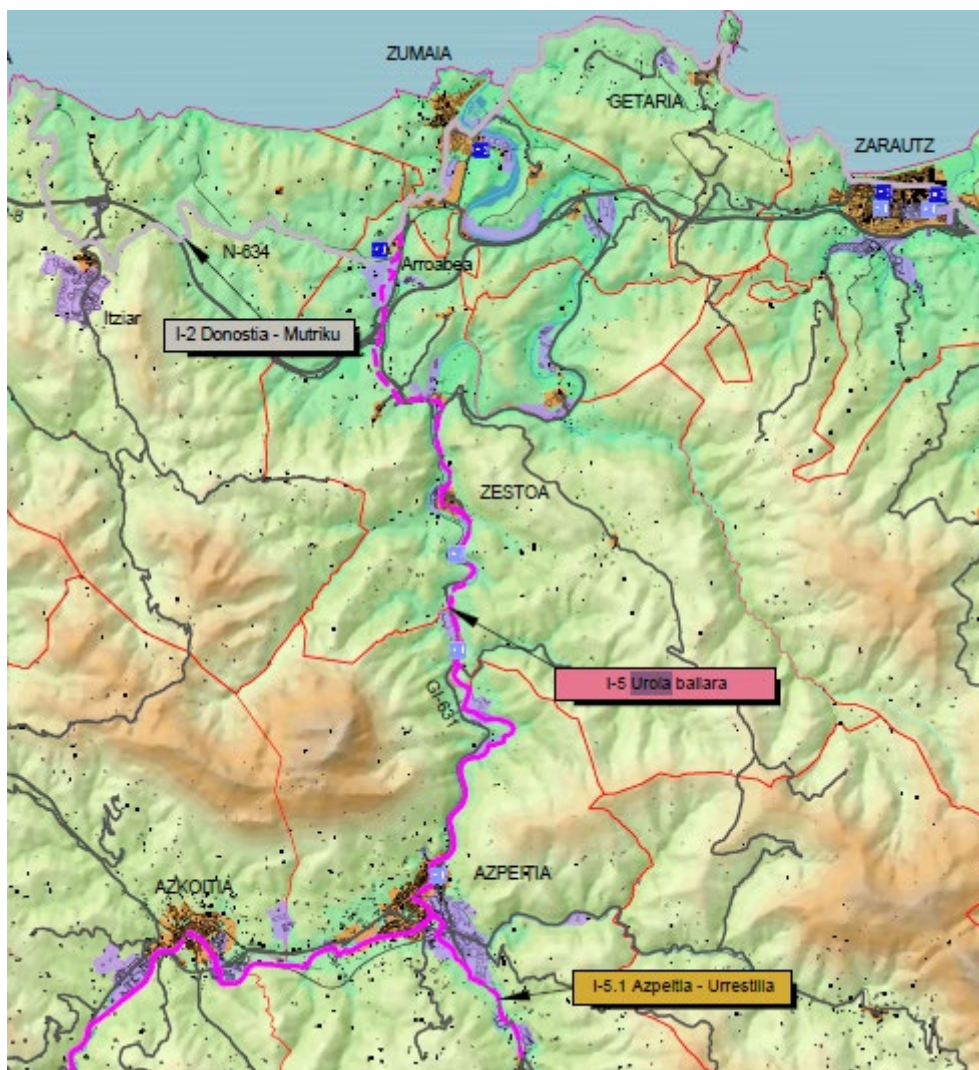 ZUMAIA
GETARIA
ZARAUTZ
N-634
Arroabea
Itziar
I-2 Donostia - Mutriku
ZESTOA
I-5 Urola bailara
GI-631
AZPEITIA
AZKOITIA
I-5.1 Azpeitia - Urrestilla